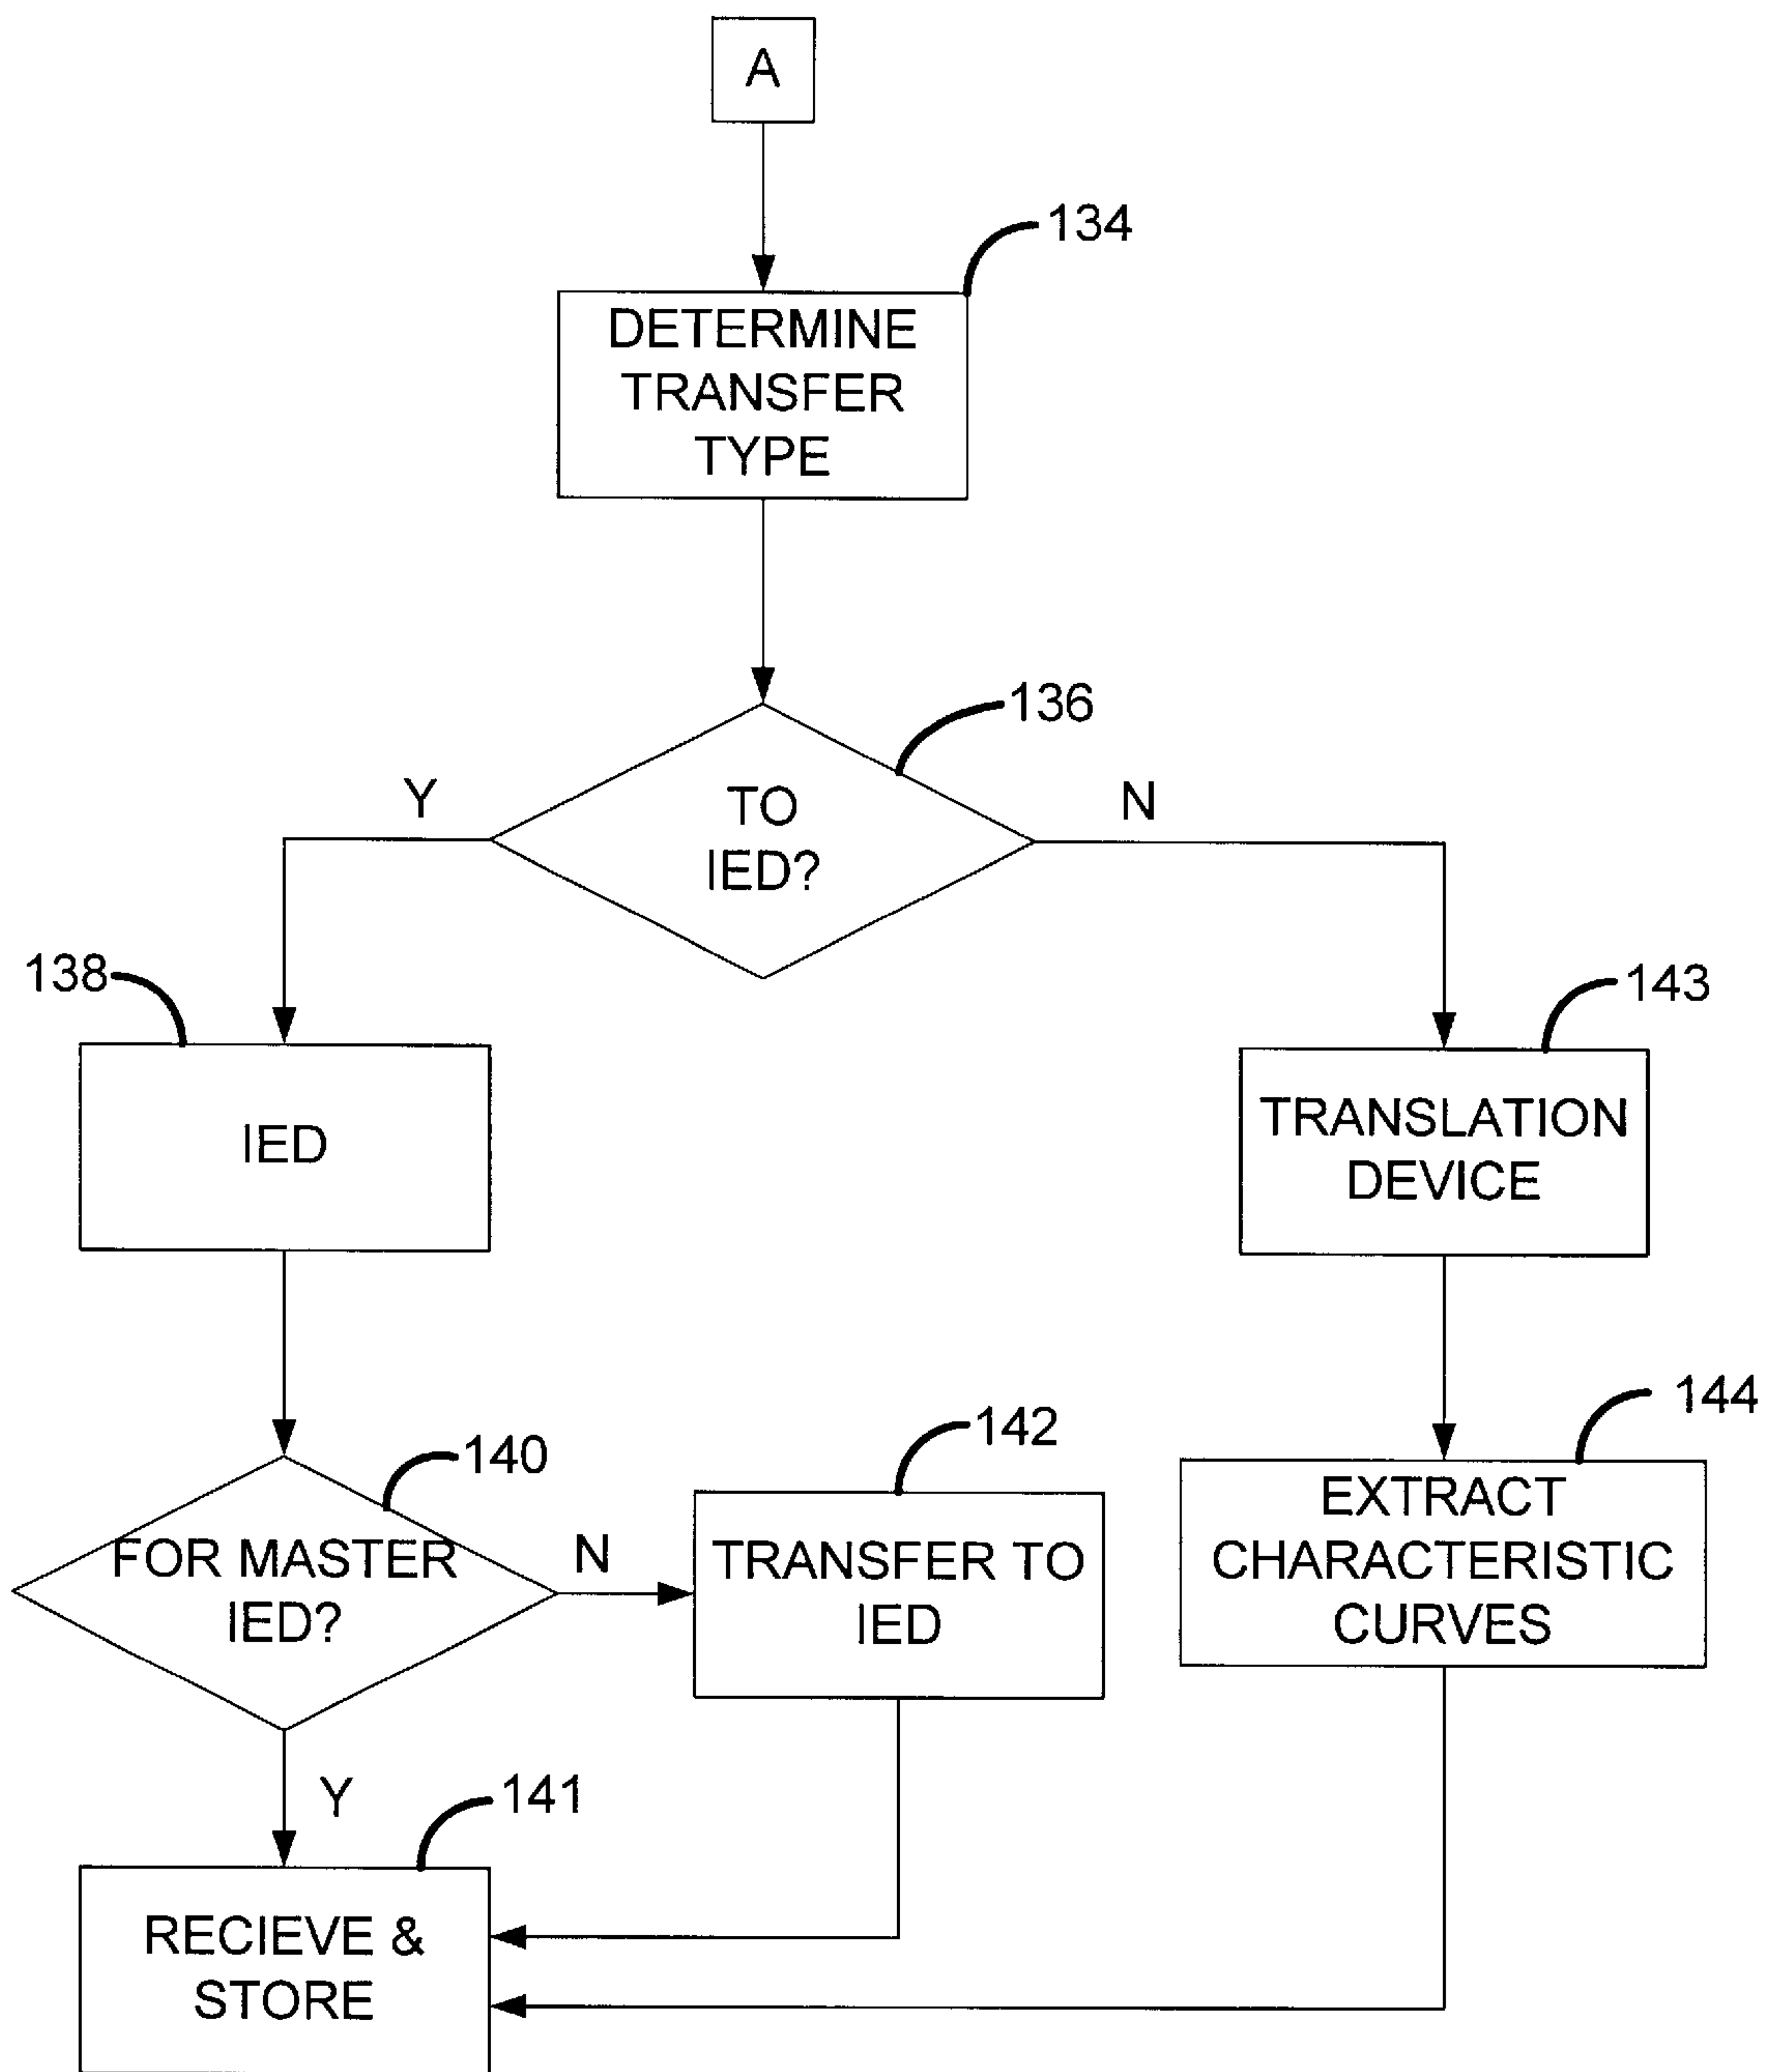 A
134
DETERMINE
TRANSFER
TYPE
136
Y
TO
IED?
N
138
IED
143
TRANSLATION
DEVICE
140
FOR MASTER
IED?
N
142
TRANSFER TO
IED
144
EXTRACT
CHARACTERISTIC
CURVES
Y
141
RECIEVE &
STORE